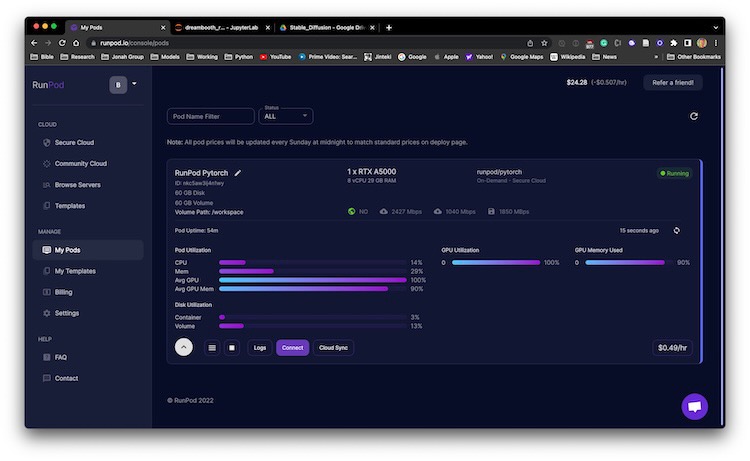 My Pods
dreambooth_r... - JupyterLab
Stable_Diffusion - Google Dri
runpod.io/console/pods
Bible
Research
Jonah Group
Models
Working
Python
YouTube
Prime Video: Sear...
Jinteki
Google
Apple
Yahoo!
Google Maps
Wikipedia
News
»
Other Bookmarks
RunPod
B
$24.28 (-$0.507/hr)
Refer a friend!
CLOUD
Secure Cloud
Community Cloud
Browse Servers
Templates
MANAGE
My Pods
My Templates
Billing
Settings
HELP
FAQ
Contact
Pod Name Filter
Status
ALL
Note: All pod prices will be updated every Sunday at midnight to match standard prices on deploy page.
RunPod Pytorch
ID:
60 GB Disk
60 GB Volume
Volume Path: /workspace
1 x RTX A5000
8 vCPU 29 GB RAM
runpod/pytorch
On-Demand - Secure Cloud
Running
NO
2427 Mbps
1640 Mbps
1850 MBps
Pod Uptime: 54m
15 seconds ago
Pod Utilization
CPU 14%
Mem 29%
Avg GPU 100%
Avg GPU Mem 90%
GPU Utilization
0 100%
GPU Memory Used
0 90%
Disk Utilization
Container 3%
Volume 13%
Logs
Connect
Cloud Sync
$0.49/hr
© RunPod 2022